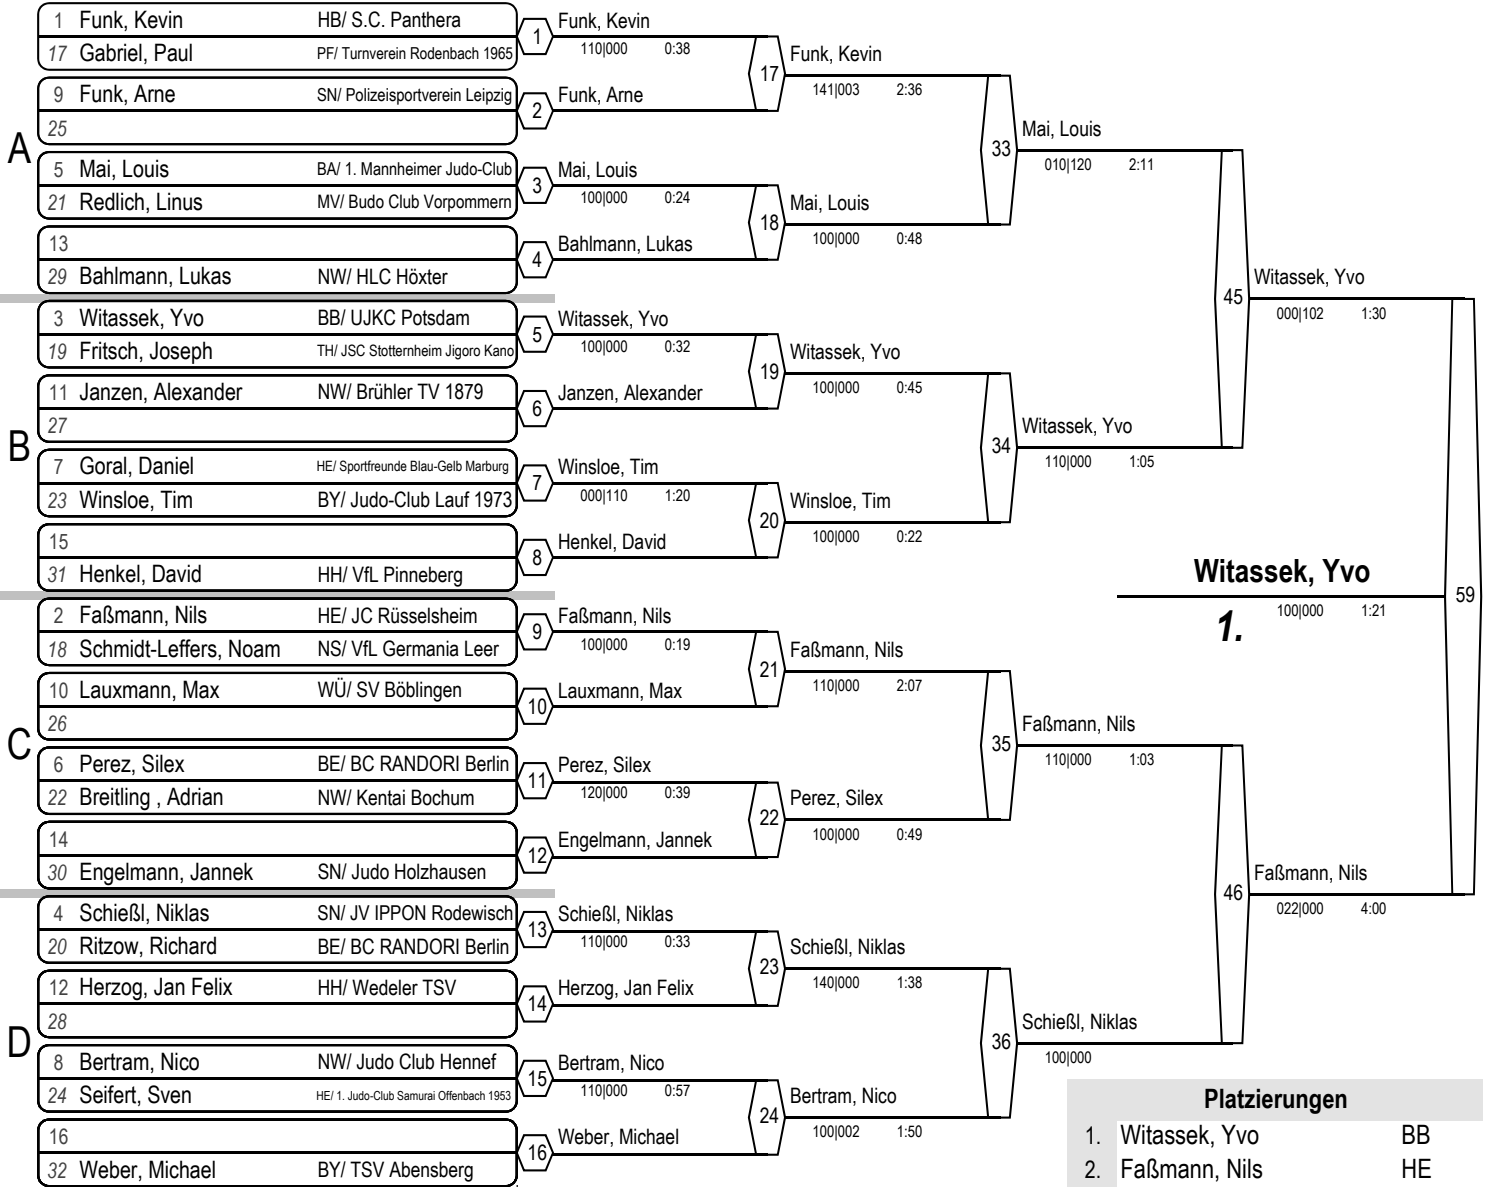 1 Funk, Kevin HB/ S.C. Panthera
17 Gabriel, Paul PF/ Turnverein Rodenbach 1965
9 Funk, Arne SN/ Polizeisportverein Leipzig
25
A
5 Mai, Louis BA/ 1. Mannheimer Judo-Club
21 Redlich, Linus MV/ Budo Club Vorpommern
13
29 Bahlmann, Lukas NW/ HLC Höxter
3 Witassek, Yvo BB/ UJKC Potsdam
19 Fritsch, Joseph TH/ JSC Stotternheim Jigoro Kano
11 Janzen, Alexander NW/ Brühler TV 1879
27
B
7 Goral, Daniel HE/ Sportfreunde Blau-Gelb Marburg
23 Winsloe, Tim BY/ Judo-Club Lauf 1973
15
31 Henkel, David HH/ VfL Pinneberg
2 Faßmann, Nils HE/ JC Rüsselsheim
18 Schmidt-Leffers, Noam NS/ VfL Germania Leer
10 Lauxmann, Max WÜ/ SV Böblingen
26
C
6 Perez, Silex BE/ BC RANDORI Berlin
22 Breitling , Adrian NW/ Kentai Bochum
14
30 Engelmann, Jannek SN/ Judo Holzhausen
4 Schießl, Niklas SN/ JV IPPON Rodewisch
20 Ritzow, Richard BE/ BC RANDORI Berlin
12 Herzog, Jan Felix HH/ Wedeler TSV
28
D
8 Bertram, Nico NW/ Judo Club Hennef
24 Seifert, Sven HE/ 1. Judo-Club Samurai Offenbach 1953
16
32 Weber, Michael BY/ TSV Abensberg
1 Funk, Kevin
110|000 0:38
2 Funk, Arne
3 Mai, Louis
100|000 0:24
4 Bahlmann, Lukas
5 Witassek, Yvo
100|000 0:32
6 Janzen, Alexander
7 Winsloe, Tim
000|110 1:20
8 Henkel, David
9 Faßmann, Nils
100|000 0:19
10 Lauxmann, Max
11 Perez, Silex
120|000 0:39
12 Engelmann, Jannek
13 Schießl, Niklas
110|000 0:33
14 Herzog, Jan Felix
15 Bertram, Nico
110|000 0:57
16 Weber, Michael
17 Funk, Kevin
141|003 2:36
18 Mai, Louis
100|000 0:48
19 Witassek, Yvo
100|000 0:45
20 Winsloe, Tim
100|000 0:22
21 Faßmann, Nils
110|000 2:07
22 Perez, Silex
100|000 0:49
23 Schießl, Niklas
140|000 1:38
24 Bertram, Nico
100|002 1:50
33 Mai, Louis
010|120 2:11
34 Witassek, Yvo
110|000 1:05
35 Faßmann, Nils
110|000 1:03
36 Schießl, Niklas
100|000
45 Witassek, Yvo
000|102 1:30
46 Faßmann, Nils
022|000 4:00
Witassek, Yvo
59
1. 100|000 1:21
Platzierungen
1. Witassek, Yvo BB
2. Faßmann, Nils HE